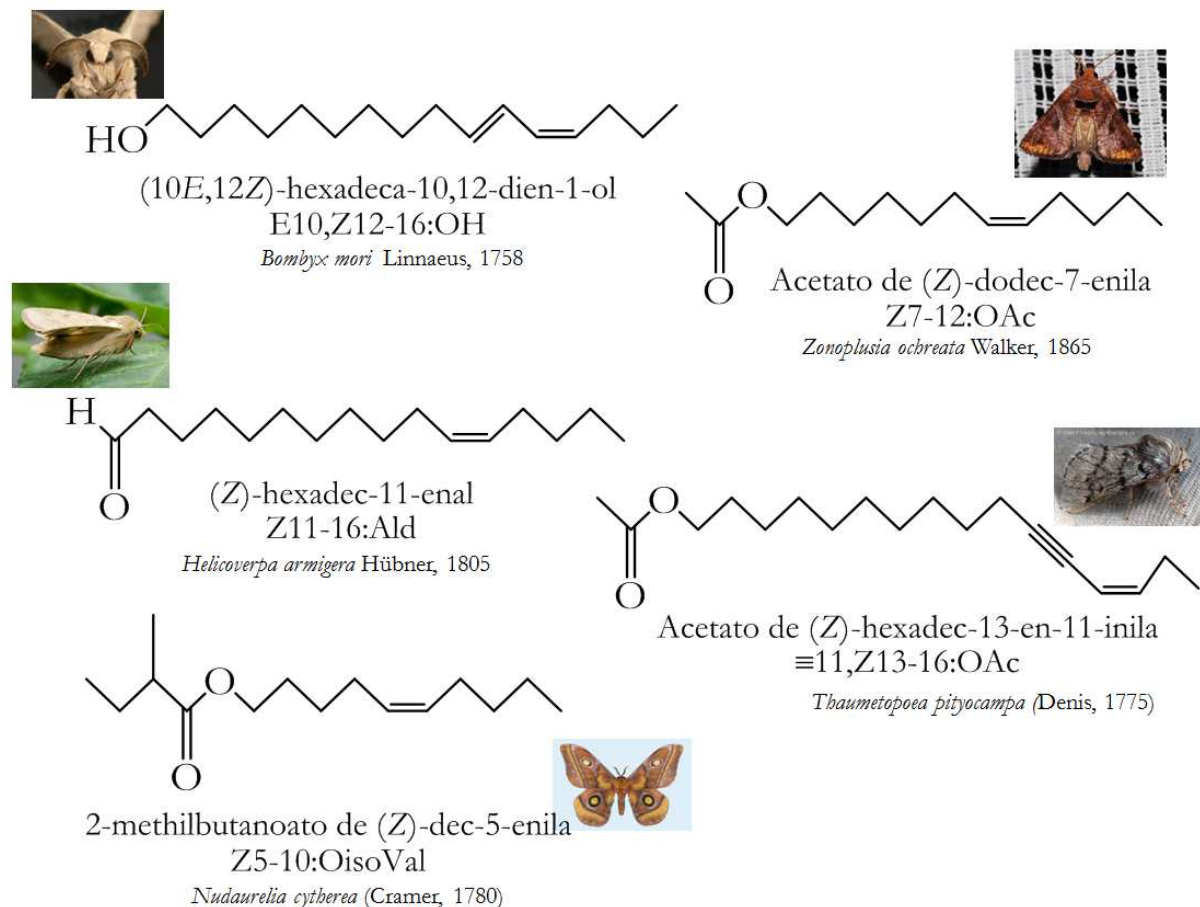 HO
(10E,12Z)-hexadeca-10,12-dien-1-ol
E10,Z12-16:OH
Bombyx mori Linnaeus, 1758
O
O
Acetato de (Z)-dodec-7-enila
Z7-12:OAc
Zonoplusia ochreata Walker, 1865
H
O
(Z)-hexadec-11-enal
Z11-16:Ald
Helicoverpa armigera Hübner, 1805
O
O
Acetato de (Z)-hexadec-13-en-11-inila
≡11,Z13-16:OAc
Thaumetopoea pityocampa (Denis, 1775)
O
O
2-methilbutanoato de (Z)-dec-5-enila
Z5-10:OisoVal
Nudaurelia cytherea (Cramer, 1780)